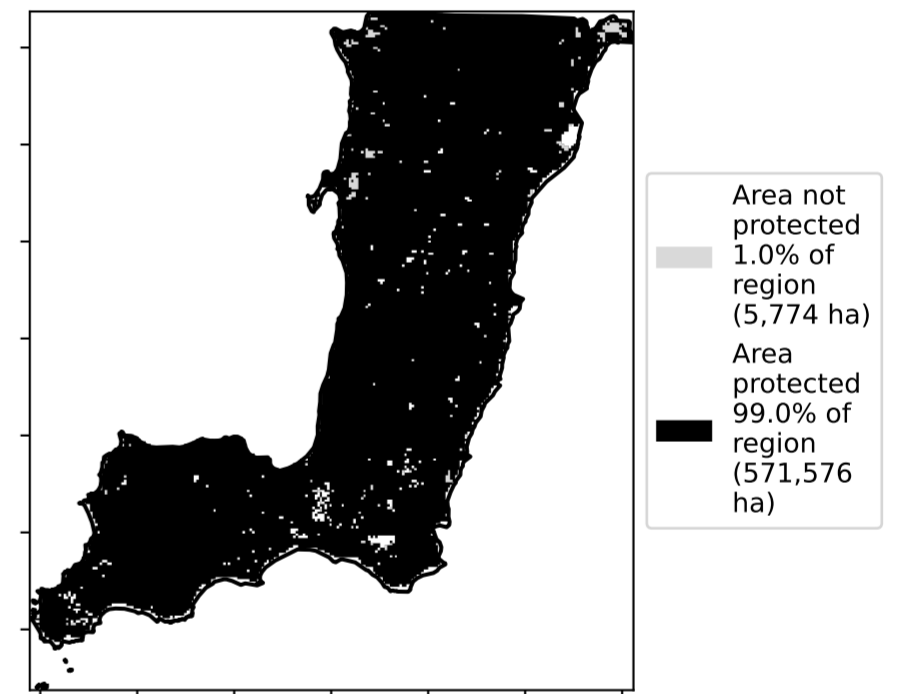 Area not
protected
1.0% of
region
(5,774 ha)
Area
protected
99.0% of
region
(571,576
ha)